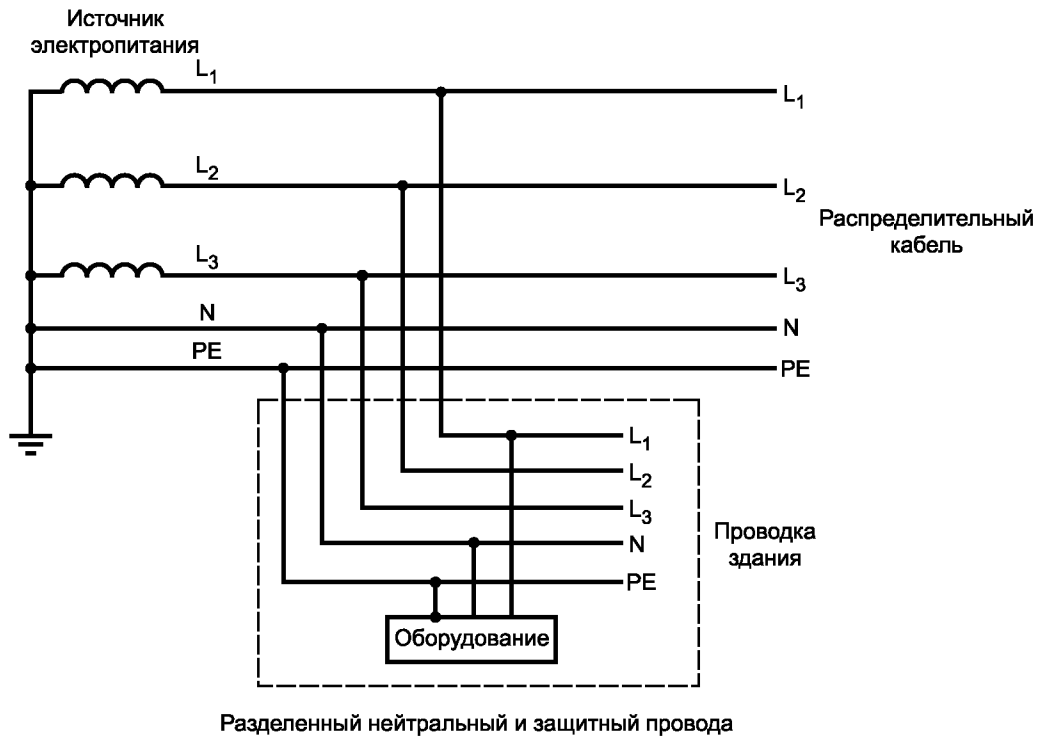 Источник
электропитания
L1
L1
L2
L2
Распределительный
кабель
L3
L3
N
N
PE
PE
L1
L2
L3
N
PE
Проводка
здания
Оборудование
Разделенный нейтральный и защитный провода